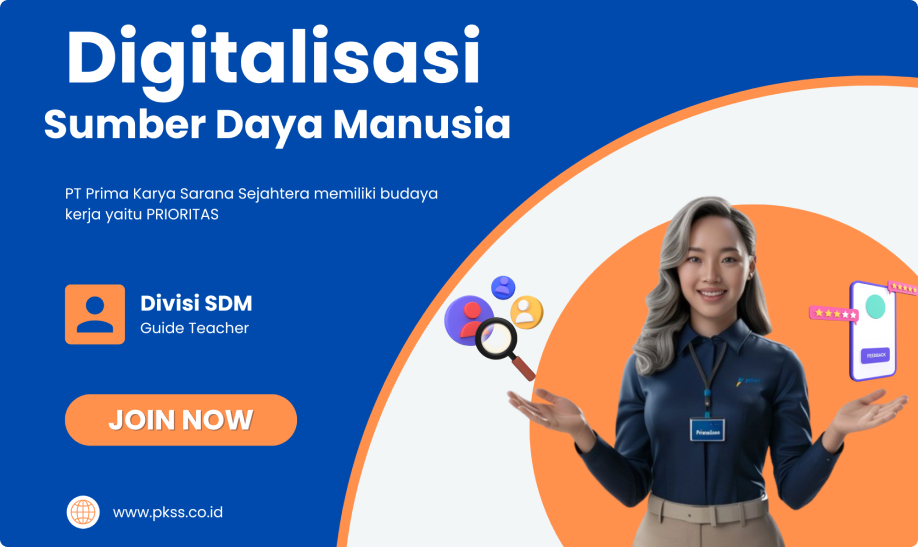 Digitalisasi
Sumber Daya Manusia
PT Prima Karya Sarana Sejahtera memiliki budaya
kerja yaitu PRIORITAS
Divisi SDM
Guide Teacher
JOIN NOW
www.pkss.co.id
FEEDBACK